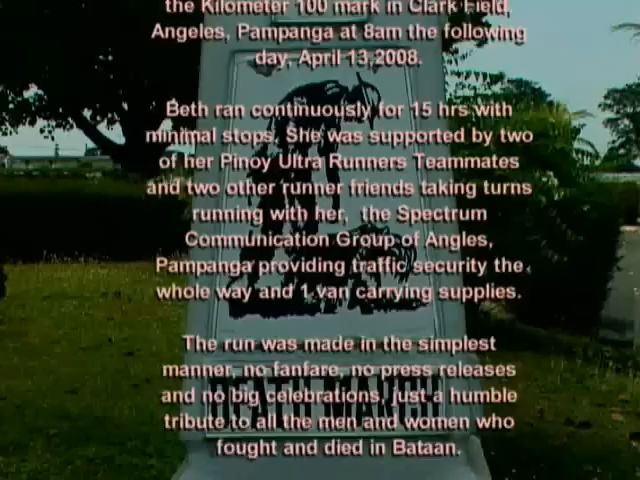 the Kilometer 100 mark in Clark Field,
Angeles, Pampanga at 8am the following
day, April 13,2008.
Beth ran continuously for 15 hrs with
minimal stops. She was supported by two
of her Pinoy Ultra Runners Teammates
and two other runner friends taking turns
running with her, the Spectrum
Communication Group of Angles,
Pampanga providing traffic security the
whole way and 1 van carrying supplies.
The run was made in the simplest
manner, no fanfare, no press releases
and no big celebrations, just a humble
tribute to all the men and women who
fought and died in Bataan.
DEATH MARCH